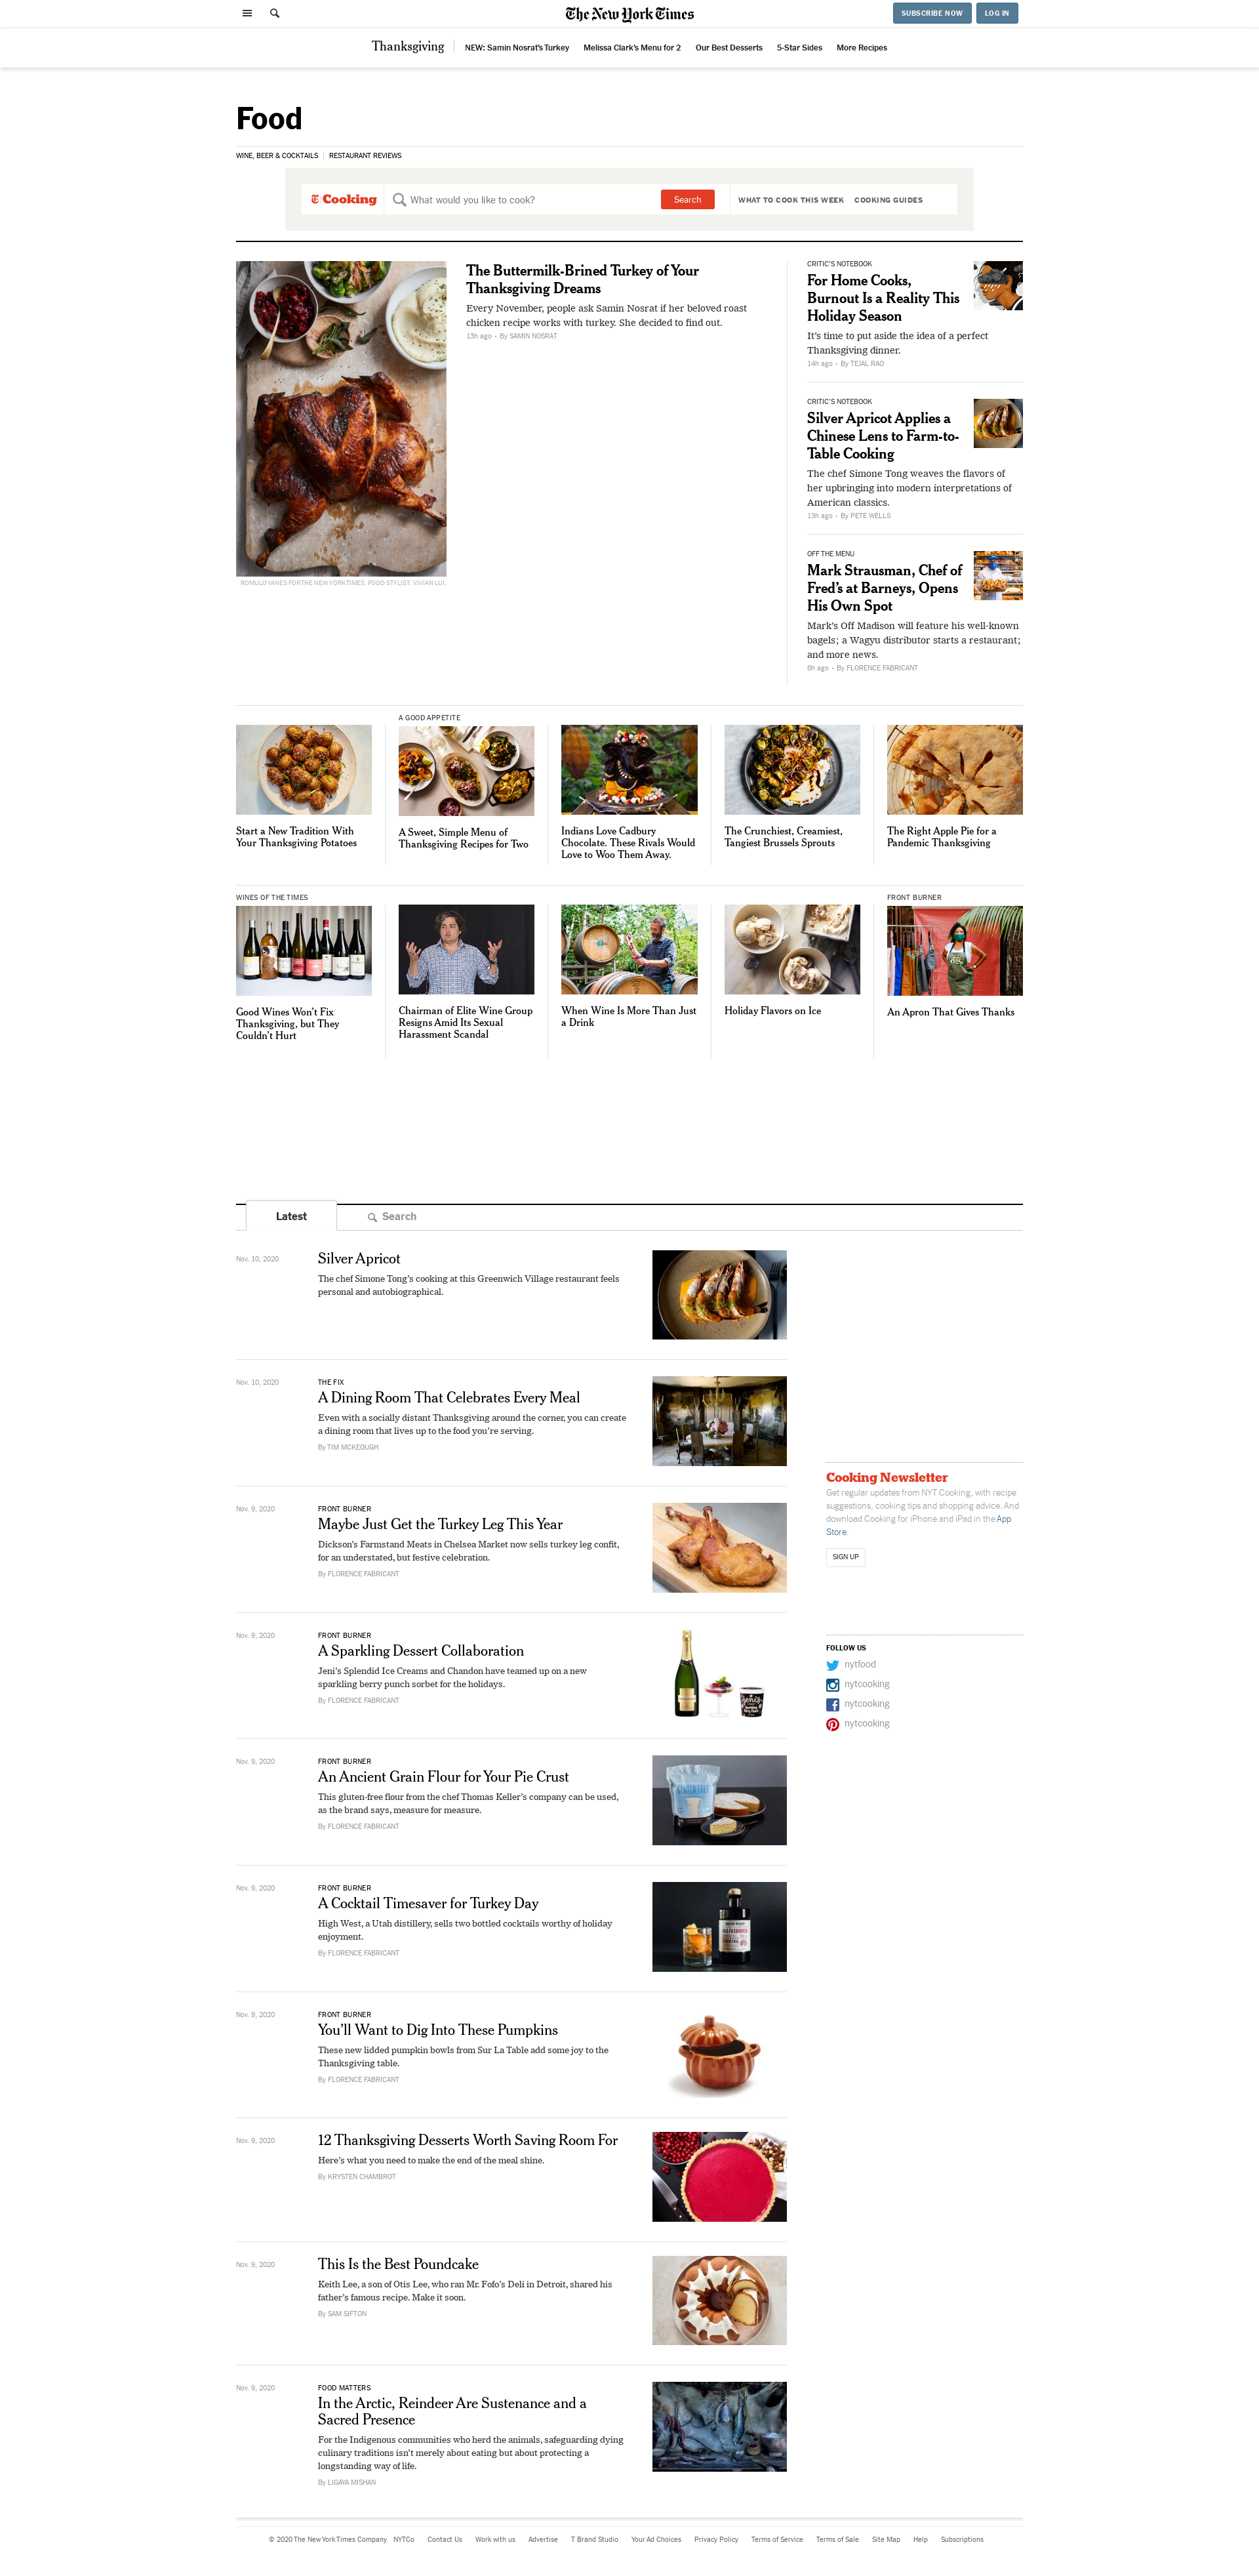 The New York Times
SUBSCRIBE NOW
LOG IN
Thanksgiving
NEW: Samin Nosrat's Turkey
Melissa Clark's Menu for 2
Our Best Desserts
5-Star Sides
More Recipes
Food
WINE, BEER & COCKTAILS
RESTAURANT REVIEWS
Cooking
What would you like to cook?
Search
WHAT TO COOK THIS WEEK
COOKING GUIDES
ROMULO YANES FOR THE NEW YORK TIMES. FOOD STYLIST: VIVIAN LUI.
The Buttermilk-Brined Turkey of Your
Thanksgiving Dreams
Every November, people ask Samin Nosrat if her beloved roast
chicken recipe works with turkey. She decided to find out.
13h ago • By SAMIN NOSRAT
CRITIC'S NOTEBOOK
For Home Cooks,
Burnout Is a Reality This
Holiday Season
It's time to put aside the idea of a perfect
Thanksgiving dinner.
14h ago • By TEJAL RAO
CRITIC'S NOTEBOOK
Silver Apricot Applies a
Chinese Lens to Farm-to-
Table Cooking
The chef Simone Tong weaves the flavors of
her upbringing into modern interpretations of
American classics.
13h ago • By PETE WELLS
OFF THE MENU
Mark Strausman, Chef of
Fred's at Barneys, Opens
His Own Spot
Mark's Off Madison will feature his well-known
bagels; a Wagyu distributor starts a restaurant;
and more news.
8h ago • By FLORENCE FABRICANT
Start a New Tradition With
Your Thanksgiving Potatoes
A GOOD APPETITE
A Sweet, Simple Menu of
Thanksgiving Recipes for Two
Indians Love Cadbury
Chocolate. These Rivals Would
Love to Woo Them Away.
The Crunchiest, Creamiest,
Tangiest Brussels Sprouts
The Right Apple Pie for a
Pandemic Thanksgiving
WINES OF THE TIMES
Good Wines Won't Fix
Thanksgiving, but They
Couldn't Hurt
Chairman of Elite Wine Group
Resigns Amid Its Sexual
Harassment Scandal
When Wine Is More Than Just
a Drink
Holiday Flavors on Ice
FRONT BURNER
An Apron That Gives Thanks
Latest
Search
Nov. 10, 2020
Silver Apricot
The chef Simone Tong's cooking at this Greenwich Village restaurant feels
personal and autobiographical.
Nov. 10, 2020
THE FIX
A Dining Room That Celebrates Every Meal
Even with a socially distant Thanksgiving around the corner, you can create
a dining room that lives up to the food you're serving.
By TIM MCKEOUGH
Nov. 9, 2020
FRONT BURNER
Maybe Just Get the Turkey Leg This Year
Dickson's Farmstand Meats in Chelsea Market now sells turkey leg confit,
for an understated, but festive celebration.
By FLORENCE FABRICANT
Nov. 9, 2020
FRONT BURNER
A Sparkling Dessert Collaboration
Jeni's Splendid Ice Creams and Chandon have teamed up on a new
sparkling berry punch sorbet for the holidays.
By FLORENCE FABRICANT
Nov. 9, 2020
FRONT BURNER
An Ancient Grain Flour for Your Pie Crust
This gluten-free flour from the chef Thomas Keller's company can be used,
as the brand says, measure for measure.
By FLORENCE FABRICANT
Nov. 9, 2020
FRONT BURNER
A Cocktail Timesaver for Turkey Day
High West, a Utah distillery, sells two bottled cocktails worthy of holiday
enjoyment.
By FLORENCE FABRICANT
Nov. 9, 2020
FRONT BURNER
You'll Want to Dig Into These Pumpkins
These new lidded pumpkin bowls from Sur La Table add some joy to the
Thanksgiving table.
By FLORENCE FABRICANT
Nov. 9, 2020
12 Thanksgiving Desserts Worth Saving Room For
Here's what you need to make the end of the meal shine.
By KRYSTEN CHAMBROT
Nov. 9, 2020
This Is the Best Poundcake
Keith Lee, a son of Otis Lee, who ran Mr. Fofo's Deli in Detroit, shared his
father's famous recipe. Make it soon.
By SAM SIFTON
Nov. 9, 2020
FOOD MATTERS
In the Arctic, Reindeer Are Sustenance and a
Sacred Presence
For the Indigenous communities who herd the animals, safeguarding dying
culinary traditions isn't merely about eating but about protecting a
longstanding way of life.
By LIGAYA MISHAN
Cooking Newsletter
Get regular updates from NYT Cooking, with recipe
suggestions, cooking tips and shopping advice. And
download Cooking for iPhone and iPad in the App
Store.
SIGN UP
FOLLOW US
nytfood
nytcooking
nytcooking
nytcooking
© 2020 The New York Times Company
NYTCo
Contact Us
Work with us
Advertise
T Brand Studio
Your Ad Choices
Privacy Policy
Terms of Service
Terms of Sale
Site Map
Help
Subscriptions